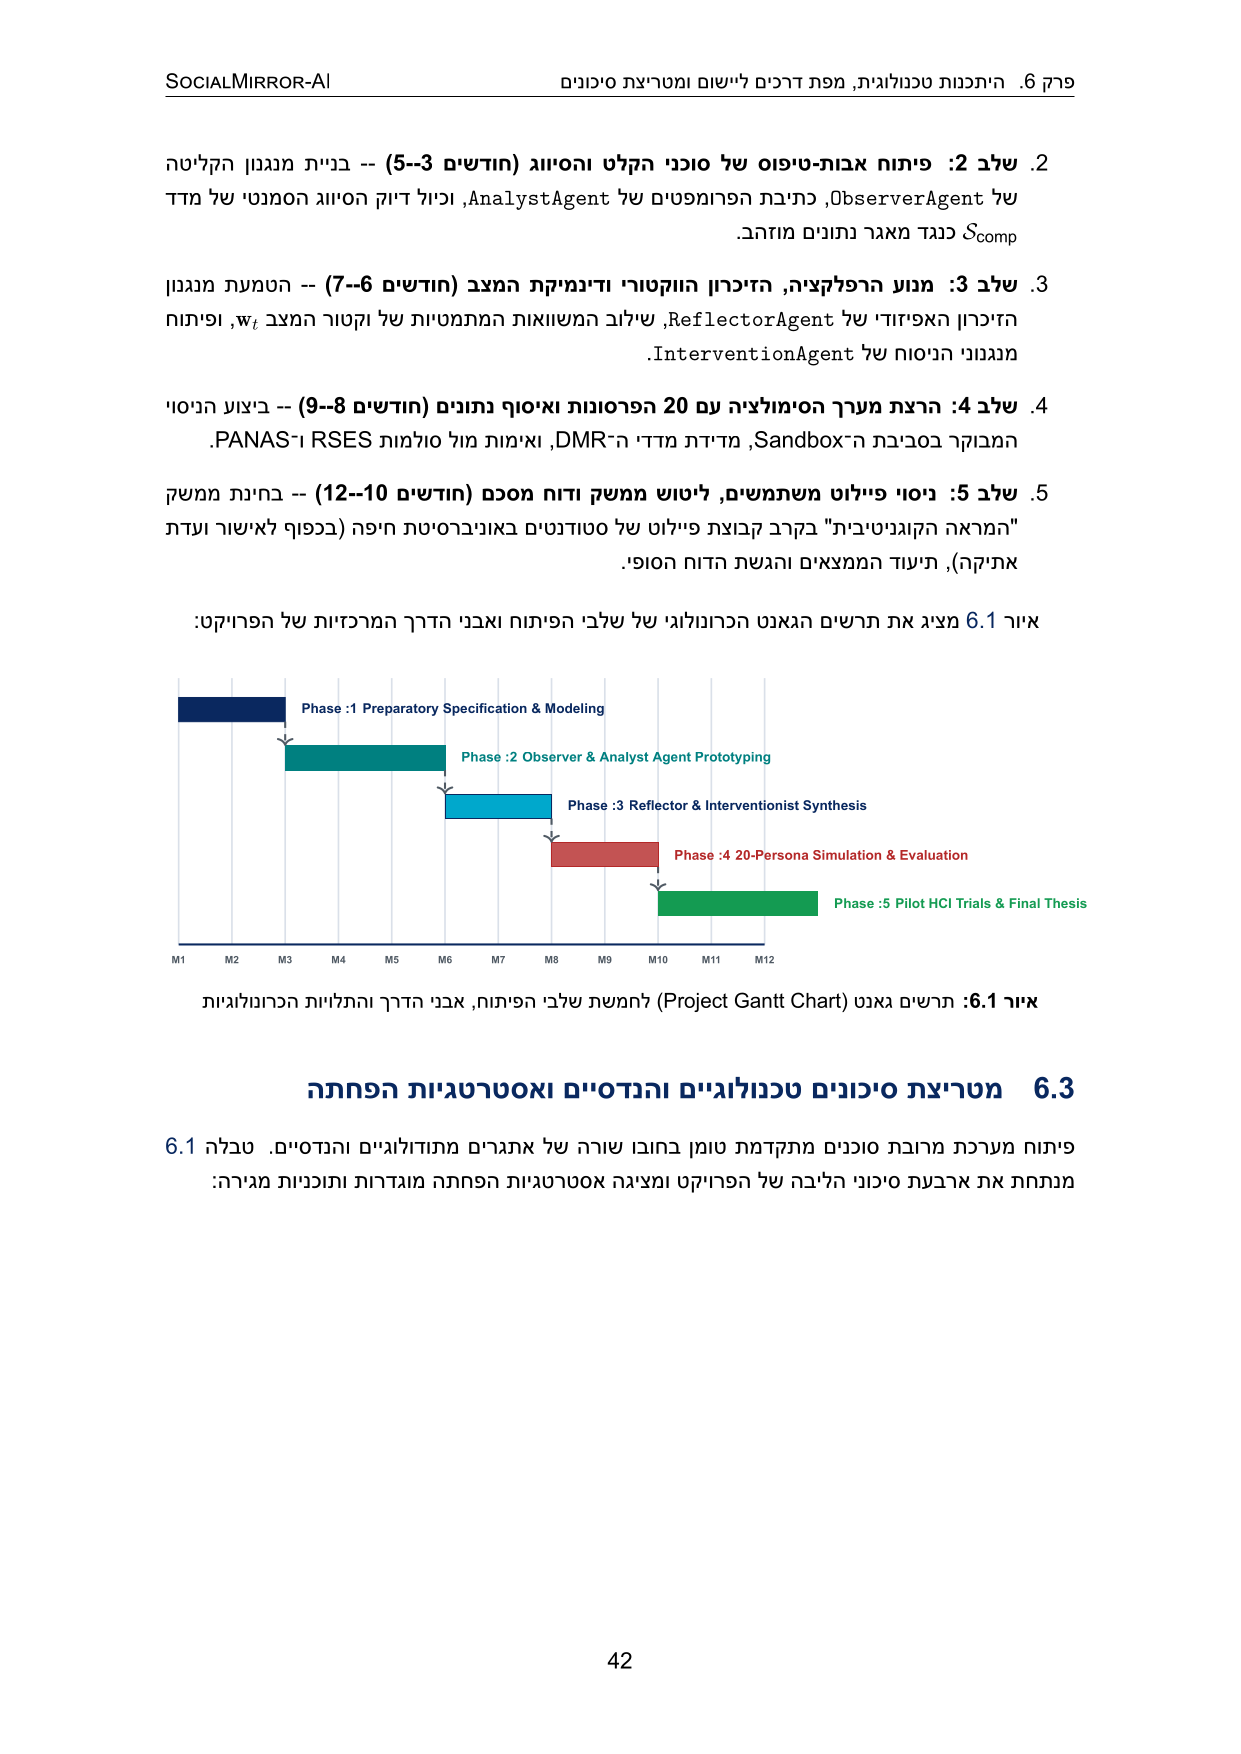 פרק 6. היתכנות טכנולוגית, מפת דרכים ליישום ומטריצת סיכונים SOCIALMIRROR-AI
2. שלב 2: פיתוח אבות-טיפוס של סוכני הקלט והסיווג (חודשים 3--5) -- בניית מנגנון הקליטה
של ObserverAgent, כתיבת הפרומפטים של AnalystAgent, וכיול דיוק הסיווג הסמנטי של מדד
𝒮comp כנגד מאגר נתונים מוזהב.
3. שלב 3: מנוע הרפלקציה, הזיכרון הווקטורי ודינמיקת המצב (חודשים 6--7) -- הטמעת מנגנון
הזיכרון האפיזודי של ReflectorAgent, שילוב המשוואות המתמטיות של וקטור המצב wt, ופיתוח
מנגנוני הניסוח של InterventionAgent.
4. שלב 4: הרצת מערך הסימולציה עם 20 הפרסונות ואיסוף נתונים (חודשים 8--9) -- ביצוע הניסוי
המבוקר בסביבת ה־Sandbox, מדידת מדדי ה־DMR, ואימות מול סולמות RSES ו־PANAS.
5. שלב 5: ניסוי פיילוט משתמשים, ליטוש ממשק ודוח מסכם (חודשים 10--12) -- בחינת ממשק
"המראה הקוגניטיבית" בקרב קבוצת פיילוט של סטודנטים באוניברסיטת חיפה (בכפוף לאישור ועדת
אתיקה), תיעוד הממצאים והגשת הדוח הסופי.
איור 6.1 מציג את תרשים הגאנט הכרונולוגי של שלבי הפיתוח ואבני הדרך המרכזיות של הפרויקט:
Phase :1 Preparatory Specification & Modeling
Phase :2 Observer & Analyst Agent Prototyping
Phase :3 Reflector & Interventionist Synthesis
Phase :4 20-Persona Simulation & Evaluation
Phase :5 Pilot HCI Trials & Final Thesis
M1 M2 M3 M4 M5 M6 M7 M8 M9 M10 M11 M12
איור 6.1: תרשים גאנט (Project Gantt Chart) לחמשת שלבי הפיתוח, אבני הדרך והתלויות הכרונולוגיות
6.3 מטריצת סיכונים טכנולוגיים והנדסיים ואסטרטגיות הפחתה
פיתוח מערכת מרובת סוכנים מתקדמת טומן בחובו שורה של אתגרים מתודולוגיים והנדסיים. טבלה 6.1
מנתחת את ארבעת סיכוני הליבה של הפרויקט ומציגה אסטרטגיות הפחתה מוגדרות ותוכניות מגירה:
42